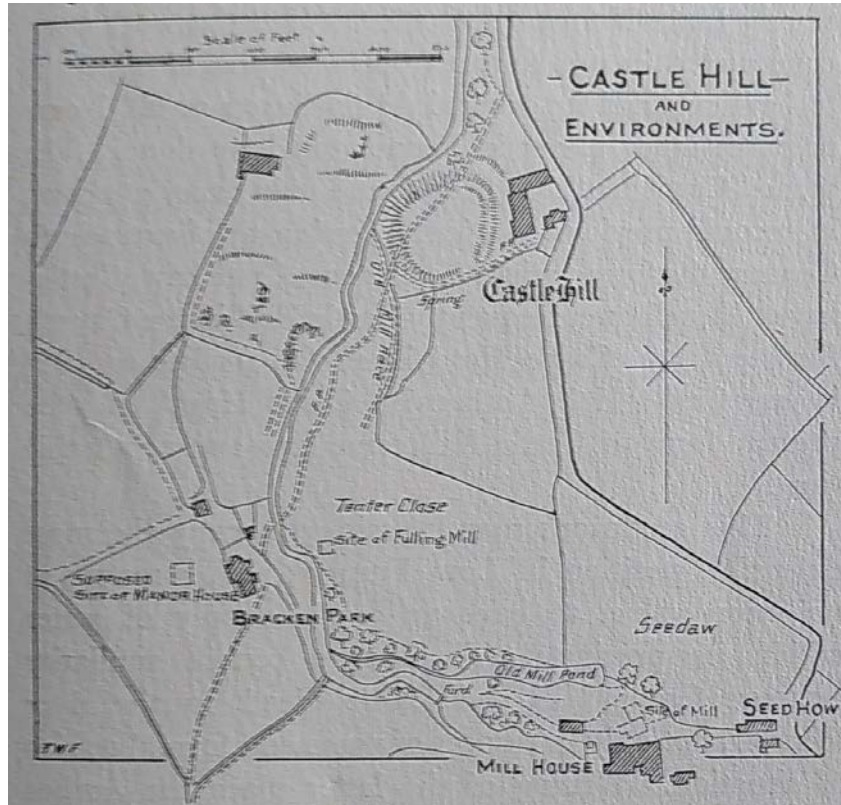 Scale of Feet
- CASTLE HILL -
AND
ENVIRONMENTS.
Spring
Castle Hill
OLD
Tenter Close
Site of Fulling Mill
SUPPOSED
SITE OF MANOR HOUSE
BRACKEN PARK
Seedaw
Old Mill Pond
Ford
Site of Mill
SEED HOW
MILL HOUSE